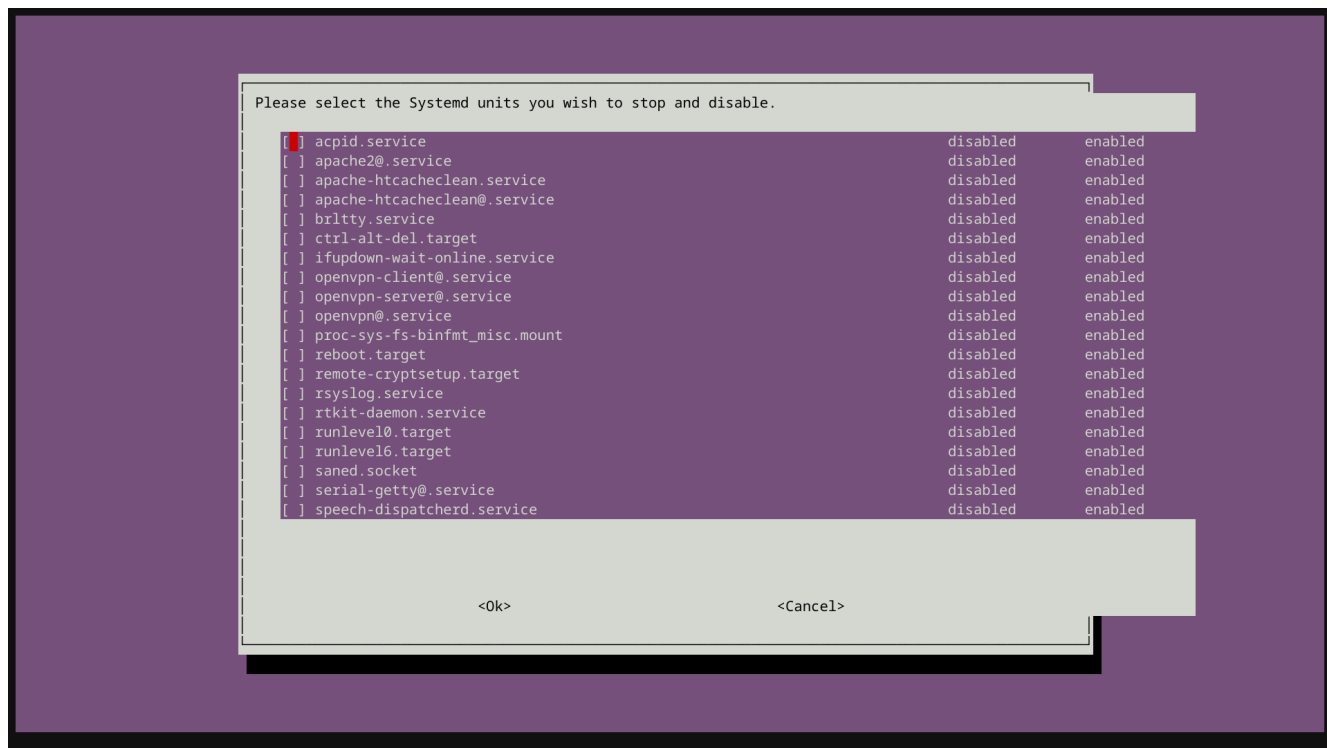 Please select the Systemd units you wish to stop and disable.
[ ] acpid.service disabled enabled
[ ] apache2@.service disabled enabled
[ ] apache-htcacheclean.service disabled enabled
[ ] apache-htcacheclean@.service disabled enabled
[ ] brltty.service disabled enabled
[ ] ctrl-alt-del.target disabled enabled
[ ] ifupdown-wait-online.service disabled enabled
[ ] openvpn-client@.service disabled enabled
[ ] openvpn-server@.service disabled enabled
[ ] openvpn@.service disabled enabled
[ ] proc-sys-fs-binfmt_misc.mount disabled enabled
[ ] reboot.target disabled enabled
[ ] remote-cryptsetup.target disabled enabled
[ ] rsyslog.service disabled enabled
[ ] rtkit-daemon.service disabled enabled
[ ] runlevel0.target disabled enabled
[ ] runlevel6.target disabled enabled
[ ] saned.socket disabled enabled
[ ] serial-getty@.service disabled enabled
[ ] speech-dispatcherd.service disabled enabled
<Ok> <Cancel>